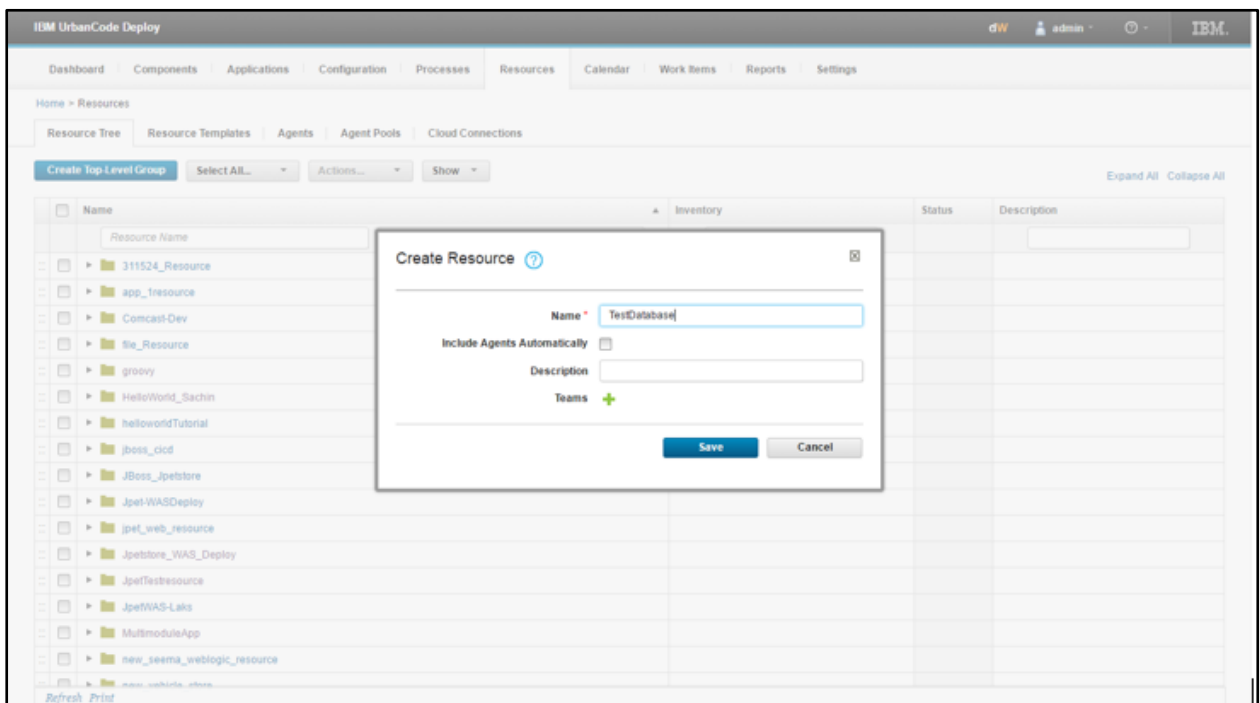 IBM UrbanCode Deploy dW admin IBM.
Dashboard Components Applications Configuration Processes Resources Calendar Work Items Reports Settings
Home > Resources
Resource Tree Resource Templates Agents Agent Pools Cloud Connections
Create Top-Level Group Select All... Actions... Show Expand All Collapse All
Name Inventory Status Description
Resource Name
311524_Resource
app_1resource
Comcast-Dev
file_Resource
groovy
HelloWorld_Sachin
helloworldTutorial
jboss_cicd
JBoss_Jpetstore
Jpet-WASDeploy
jpet_web_resource
Jpetstore_WAS_Deploy
JpetTestresource
JpetWAS-Laks
MultimoduleApp
new_seema_weblogic_resource
new_vehicle_store
Refresh Print
Create Resource ?
Name * TestDatabase
Include Agents Automatically
Description
Teams
Save Cancel